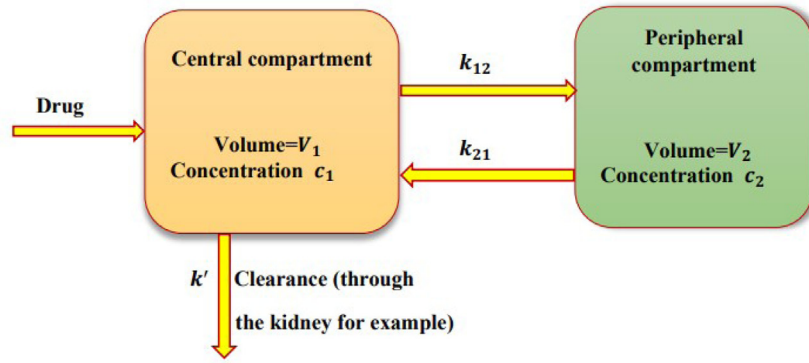 Central compartment
Volume=V₁
Concentration c₁
Drug
k₁₂
k₂₁
Peripheral
compartment
Volume=V₂
Concentration c₂
k′
Clearance (through
the kidney for example)